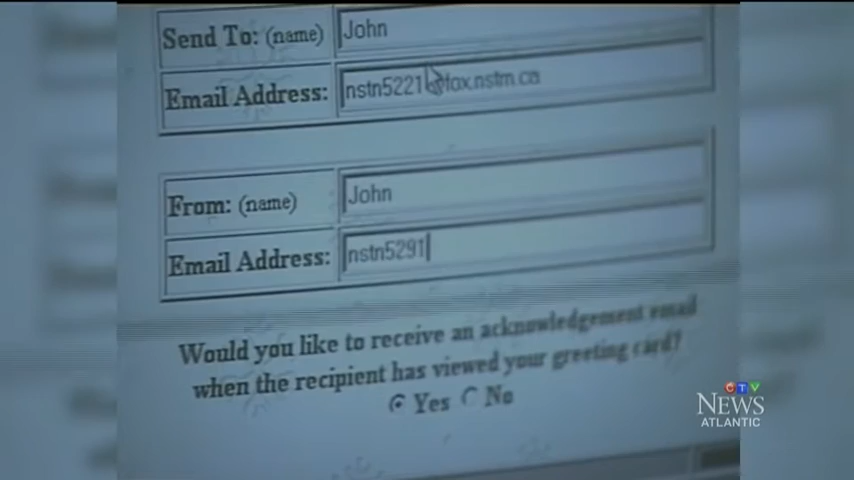 Send To: (name) John
Email Address: nstn5221@fox.nstn.ca
From: (name) John
Email Address: nstn5291
Would you like to receive an acknowledgement email
when the recipient has viewed your greeting card?
Yes No
CTV
NEWS
ATLANTIC